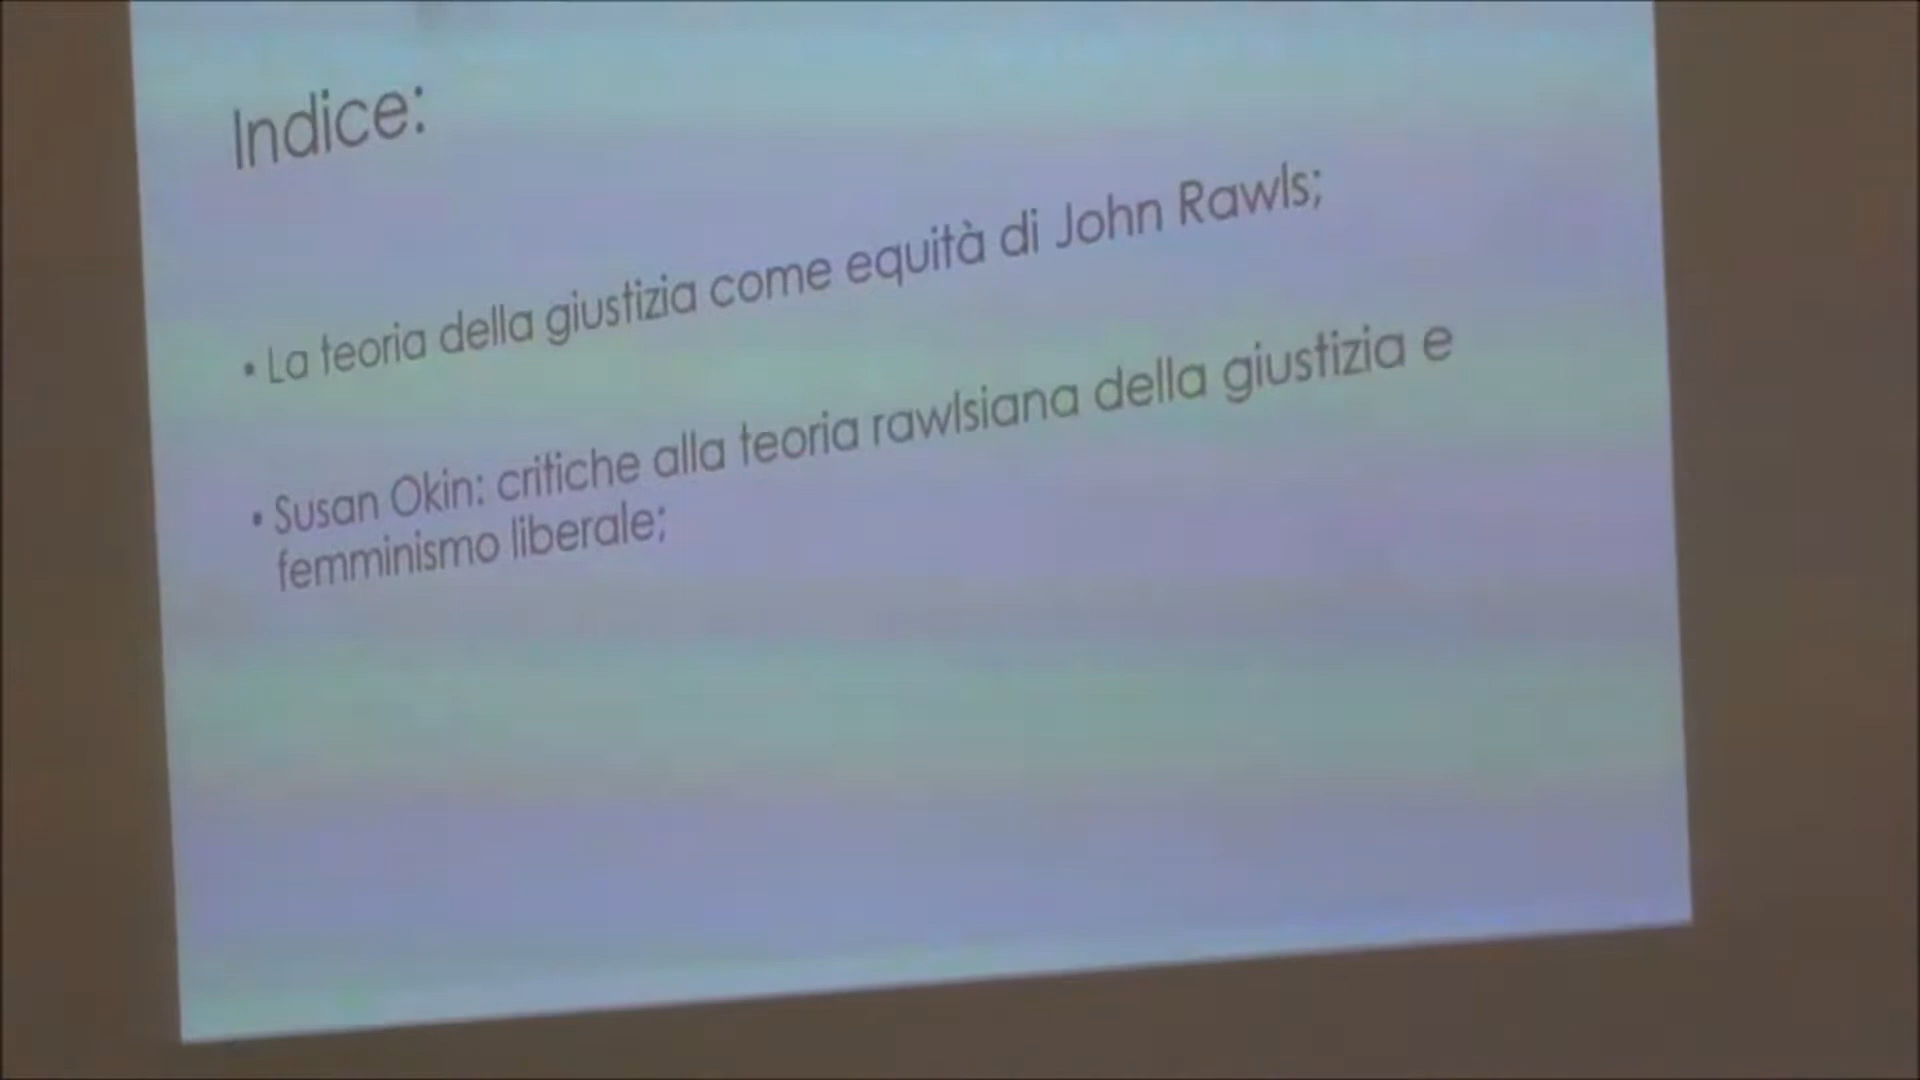 Indice:
• La teoria della giustizia come equità di John Rawls;
• Susan Okin: critiche alla teoria rawlsiana della giustizia e
femminismo liberale;